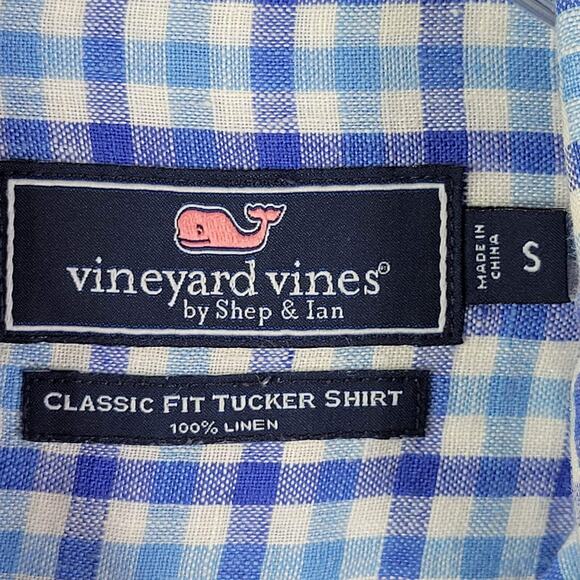 vineyard vines®
by Shep & Ian
MADE IN
CHINA
S
CLASSIC FIT TUCKER SHIRT
100% LINEN